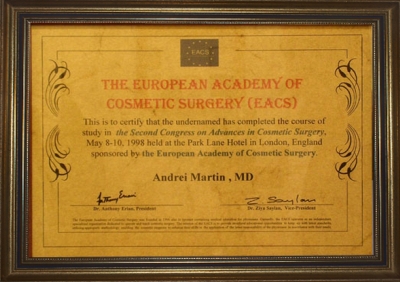 EACS
THE EUROPEAN ACADEMY OF
COSMETIC SURGERY (EACS)
This is to certify that the undernamed has completed the course of
study in the Second Congress on Advances in Cosmetic Surgery,
May 8-10, 1998 held at the Park Lane Hotel in London, England
sponsored by the European Academy of Cosmetic Surgery.
Andrei Martin , MD
Dr. Anthony Erian, President
Dr. Ziya Saylan, Vice-President